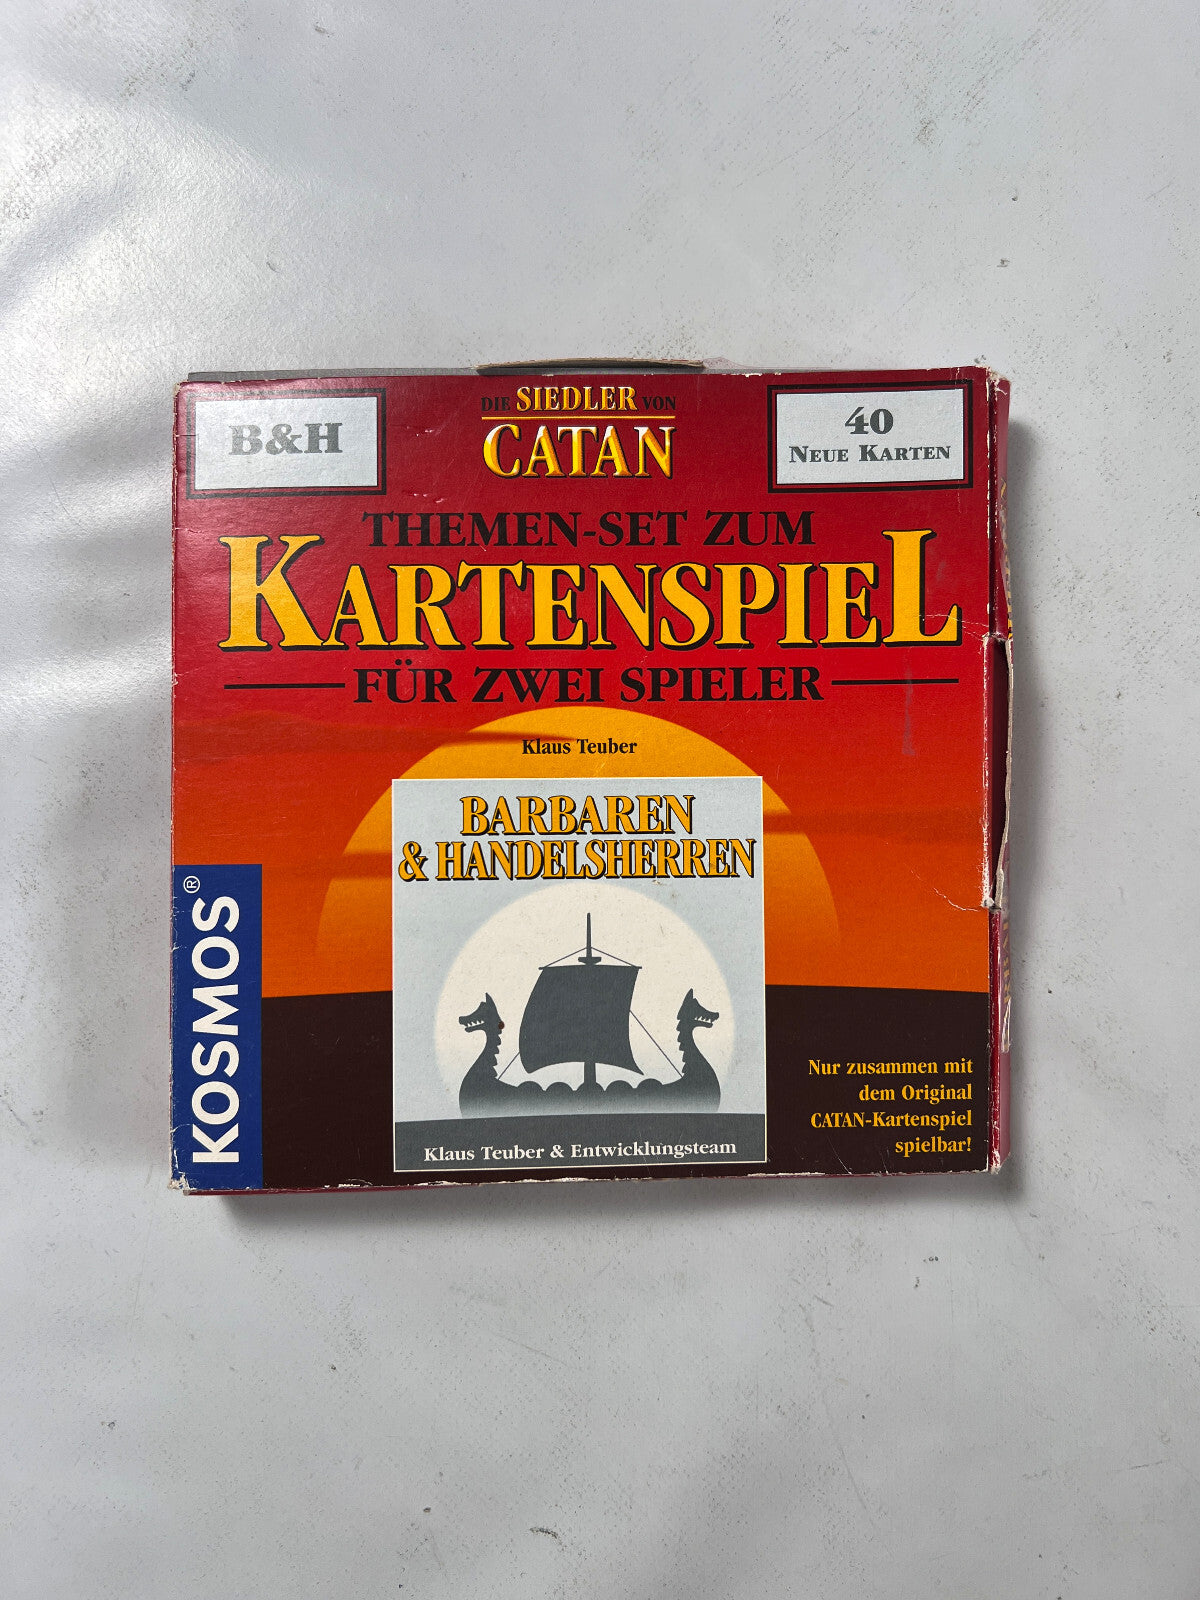 B&H
DIE SIEDLER VON
CATAN
40
NEUE KARTEN
THEMEN-SET ZUM
KARTENSPIEL
FÜR ZWEI SPIELER
Klaus Teuber
BARBAREN
& HANDELSHERREN
KOSMOS®
Nur zusammen mit
dem Original
CATAN-Kartenspiel
spielbar!
Klaus Teuber & Entwicklungsteam